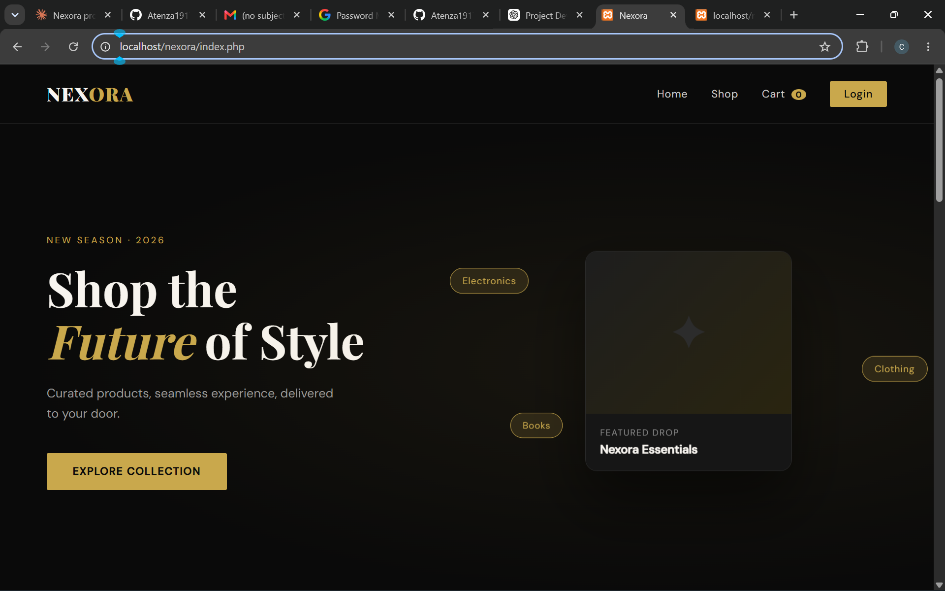 Nexora pro
Atenza191
(no subjec
Password
Atenza191
Project De
Nexora
localhost/
localhost/nexora/index.php
C
NEXORA
Home
Shop
Cart 0
Login
NEW SEASON · 2026
Shop the
Future of Style
Curated products, seamless experience, delivered
to your door.
EXPLORE COLLECTION
Electronics
Clothing
Books
FEATURED DROP
Nexora Essentials